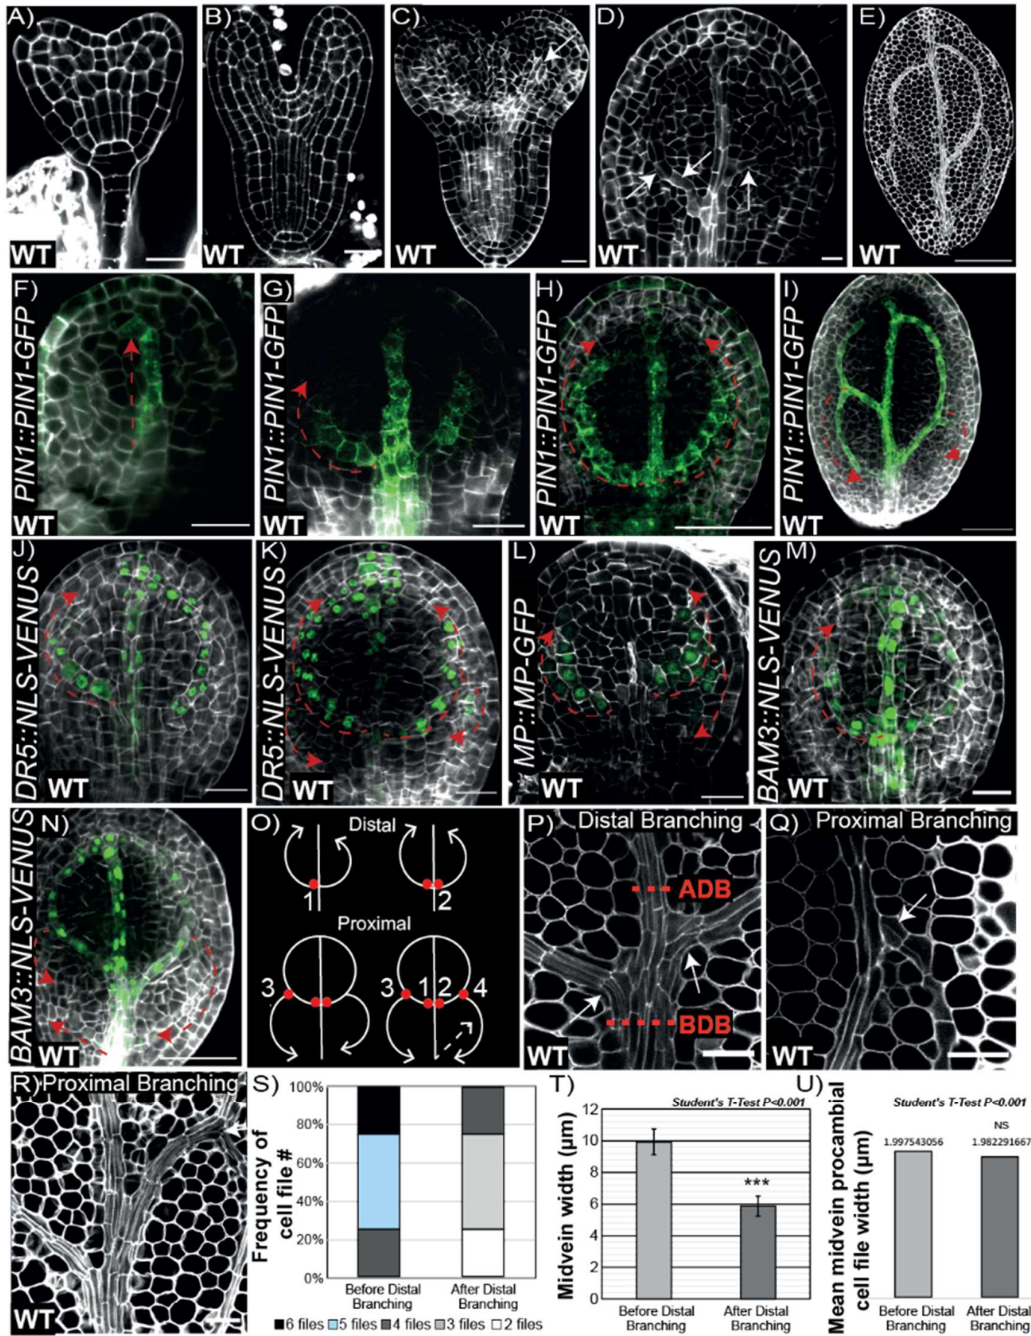 A)
WT
B)
WT
C)
WT
D)
WT
E)
WT
F)
PIN1::PIN1-GFP
WT
G)
PIN1::PIN1-GFP
WT
H)
PIN1::PIN1-GFP
WT
I)
PIN1::PIN1-GFP
WT
J)
DR5::NLS-VENUS
WT
K)
DR5::NLS-VENUS
WT
L)
MP::MP-GFP
WT
M)
BAM3::NLS-VENUS
WT
N)
BAM3::NLS-VENUS
WT
O)
Distal
1
2
Proximal
3
3 1 2 4
P) Distal Branching
ADB
BDB
WT
Q) Proximal Branching
WT
R) Proximal Branching
WT
S)
Frequency of
cell file #
100%
80%
60%
40%
20%
0%
Before Distal
Branching
After Distal
Branching
6 files 5 files 4 files 3 files 2 files
T)
Student's T-Test P<0.001
Midvein width (µm)
12
10
8
6
4
2
0
***
Before Distal
Branching
After Distal
Branching
U)
Student's T-Test P<0.001
Mean midvein procambial
cell file width (µm)
NS
1.997543056
1.982291667
Before Distal
Branching
After Distal
Branching